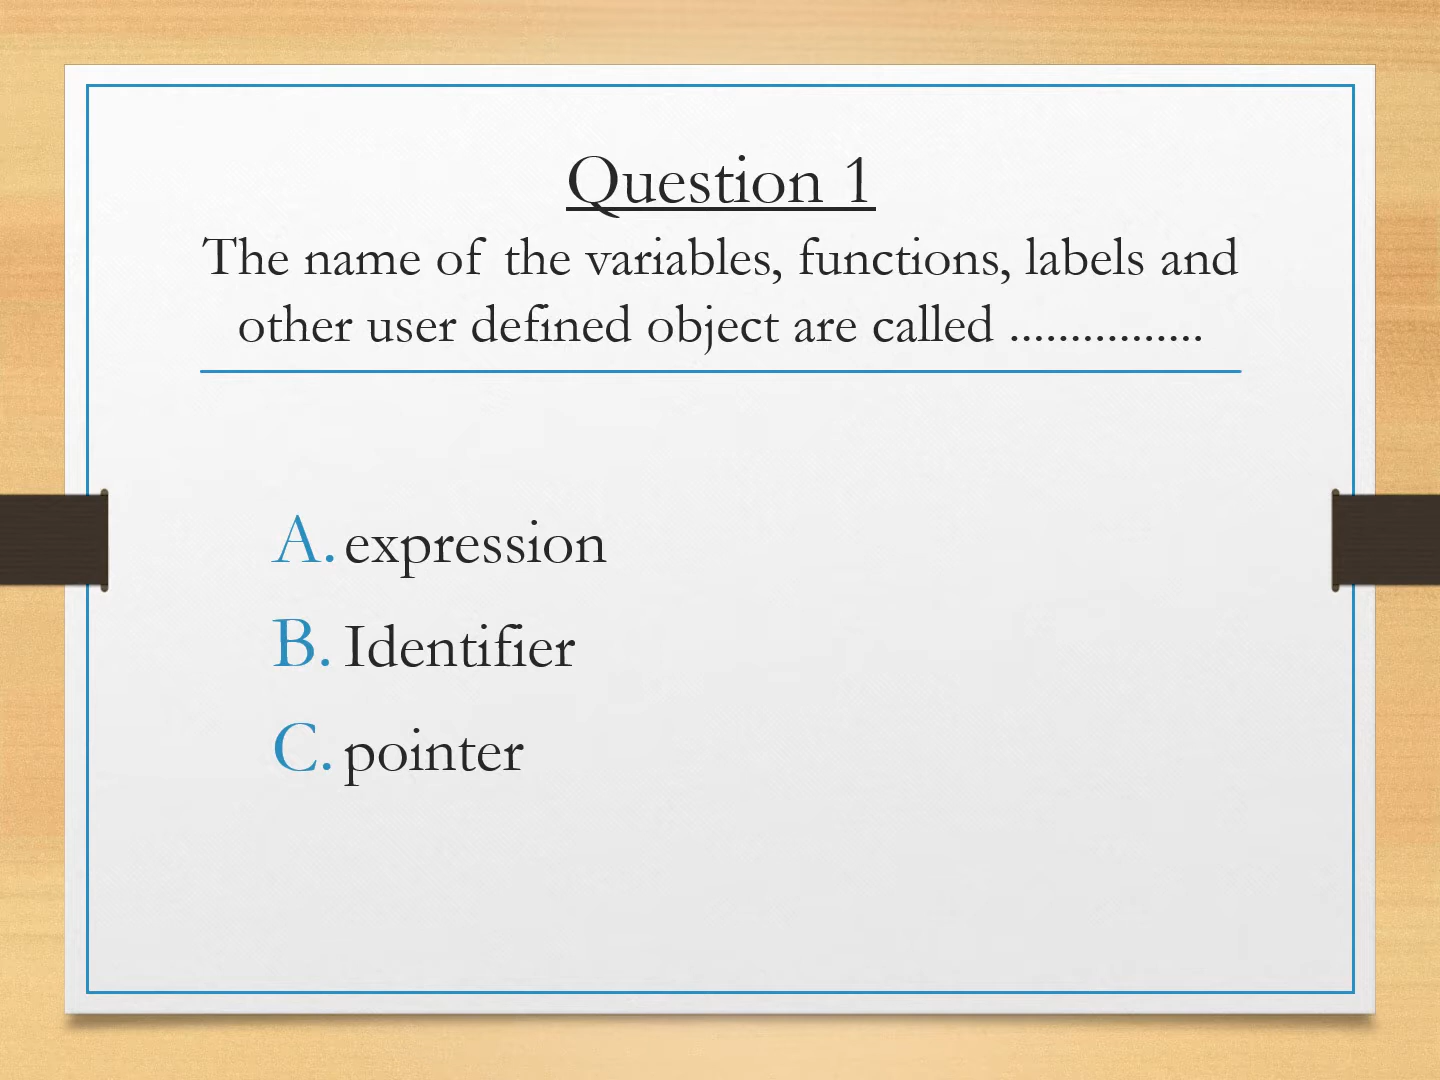 Question 1
The name of the variables, functions, labels and
other user defined object are called ................
A. expression
B. Identifier
C. pointer